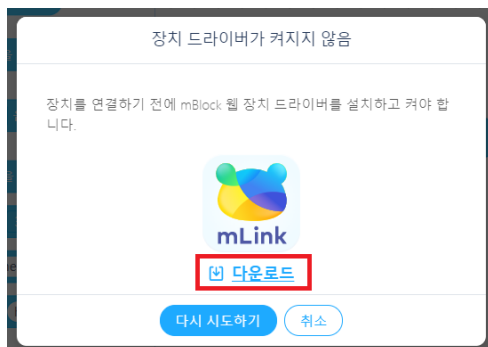 장치 드라이버가 켜지지 않음
장치를 연결하기 전에 mBlock 웹 장치 드라이버를 설치하고 켜야 합
니다.
mLink
다운로드
다시 시도하기
취소